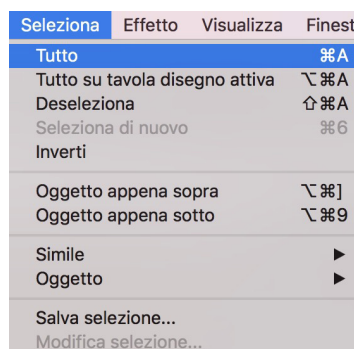 Seleziona Effetto Visualizza Finest
Tutto ⌘A
Tutto su tavola disegno attiva ⌥⌘A
Deseleziona ⇧⌘A
Seleziona di nuovo ⌘6
Inverti
Oggetto appena sopra ⌥⌘]
Oggetto appena sotto ⌥⌘9
Simile ▶
Oggetto ▶
Salva selezione...
Modifica selezione...